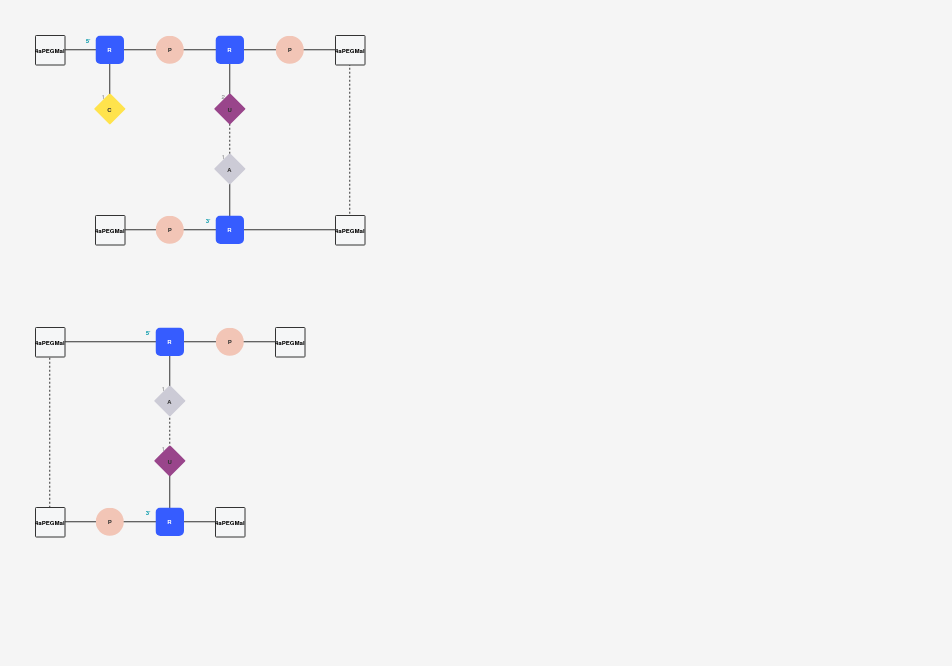 5'
4aPEGMal R P R P 4aPEGMal
1 2
C U
1
A
3'
4aPEGMal P R 4aPEGMal
5'
4aPEGMal R P 4aPEGMal
1
A
1
U
3'
4aPEGMal P R 4aPEGMal